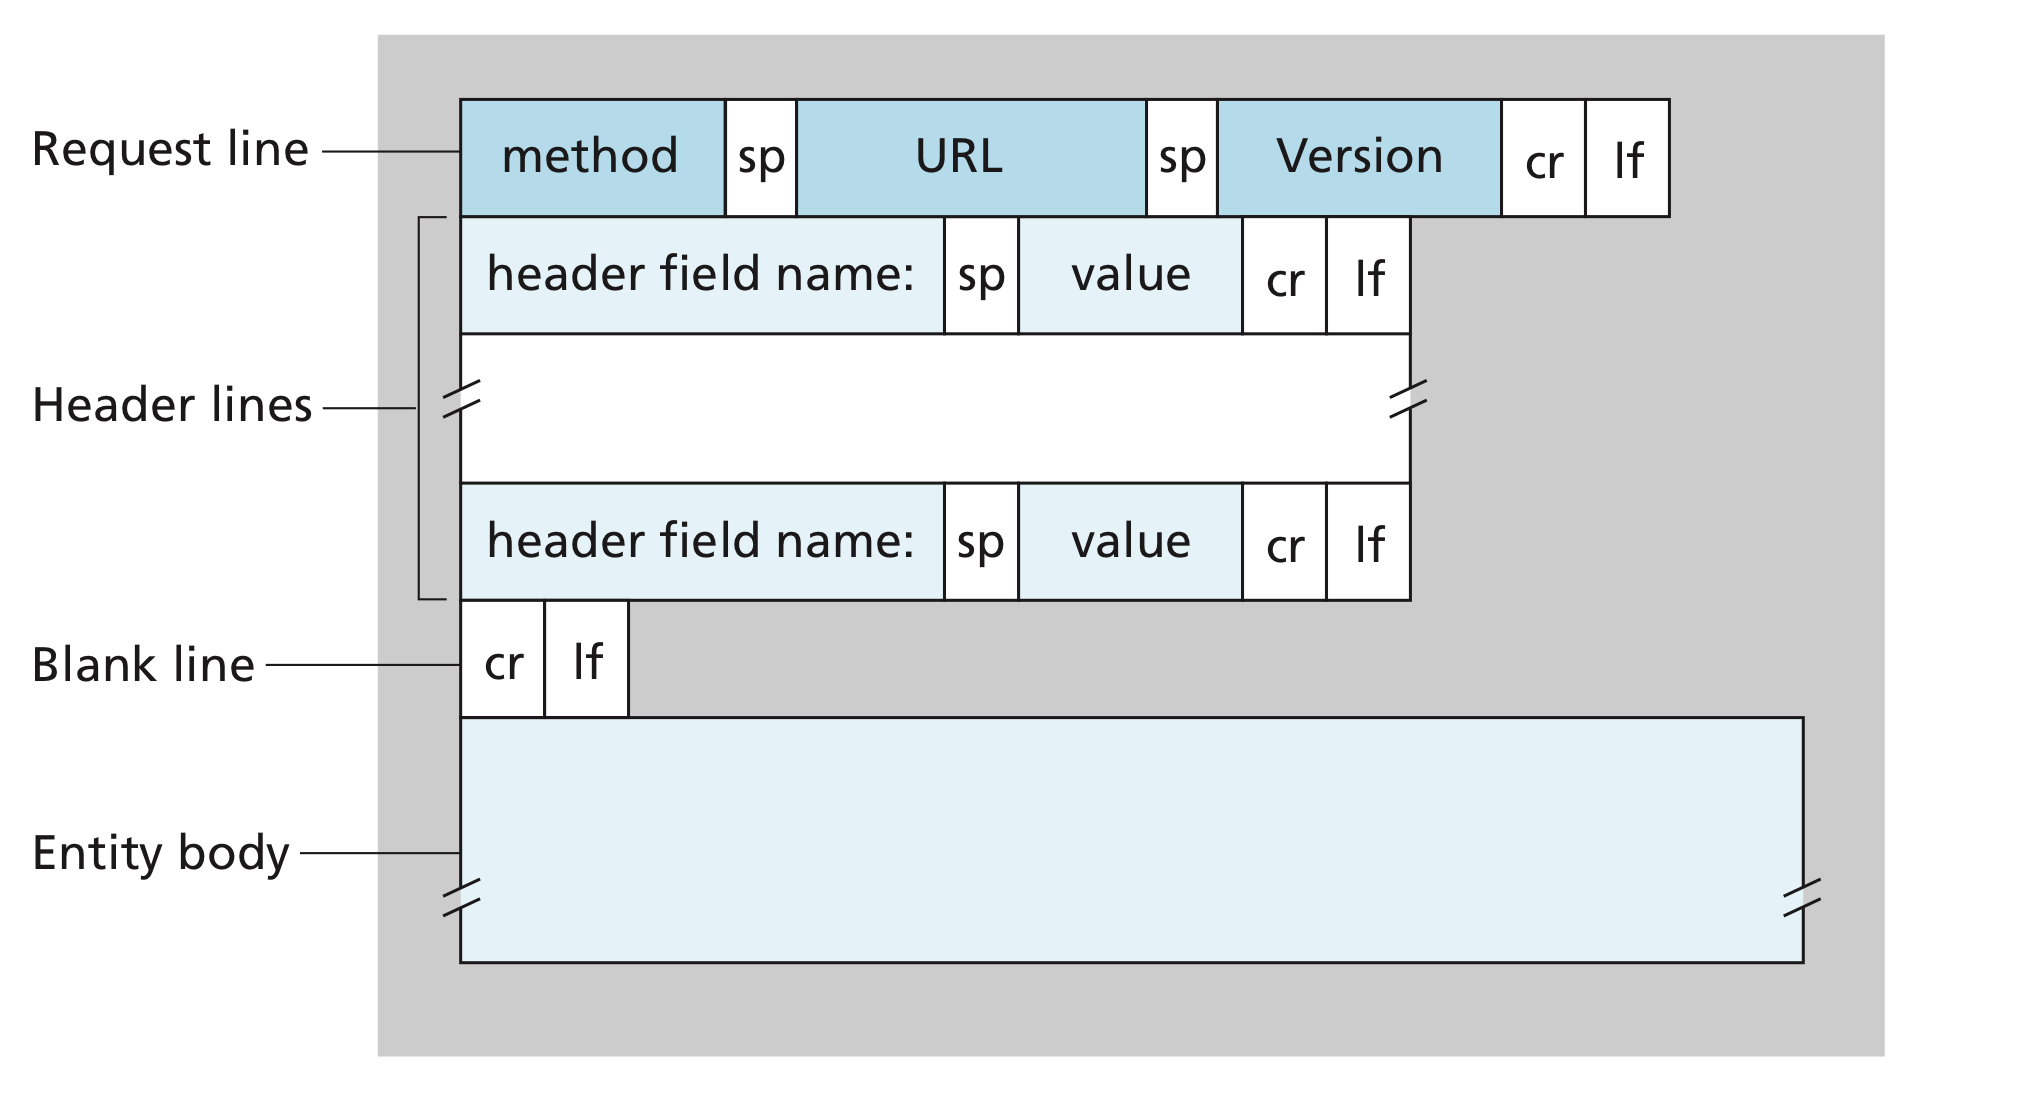 Request line
method sp URL sp Version cr lf
header field name: sp value cr lf
Header lines
header field name: sp value cr lf
Blank line
cr lf
Entity body